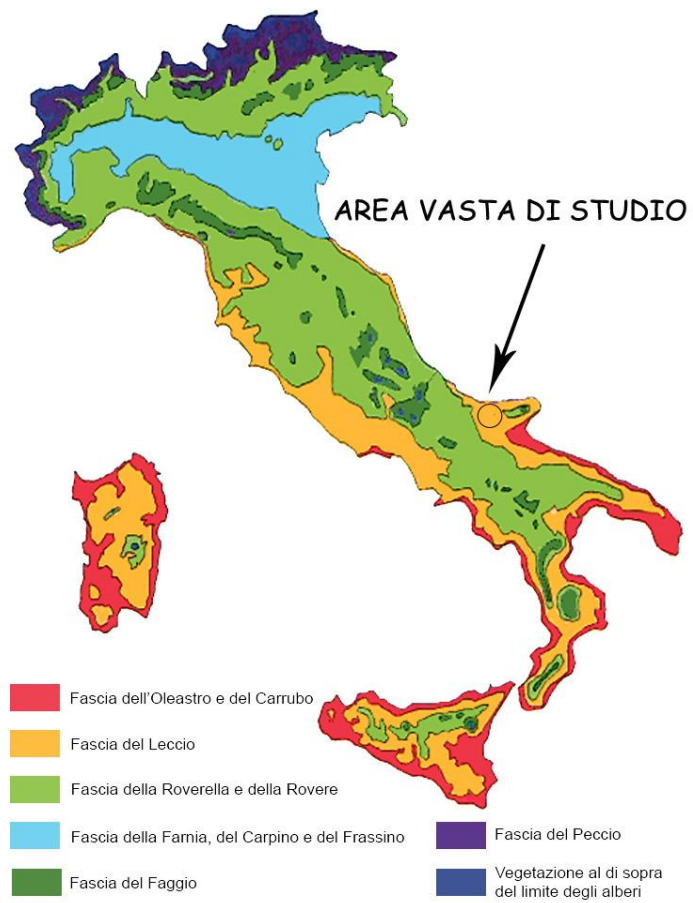 AREA VASTA DI STUDIO
Fascia dell'Oleastro e del Carrubo
Fascia del Leccio
Fascia della Roverella e della Rovere
Fascia della Farnia, del Carpino e del Frassino
Fascia del Faggio
Fascia del Peccio
Vegetazione al di sopra
del limite degli alberi